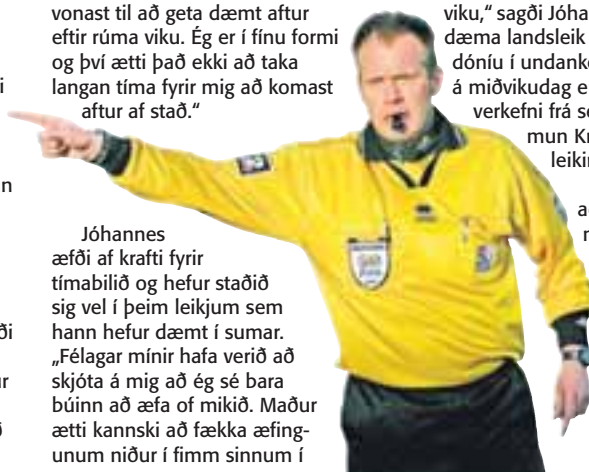 i
n
ði
ur
ð
vonast til að geta dæmt aftur
eftir rúma viku. Ég er í fínu formi
og því ætti það ekki að taka
langan tíma fyrir mig að komast
aftur af stað.“
Jóhannes
æfði af krafti fyrir
tímabilið og hefur staðið
sig vel í þeim leikjum sem
hann hefur dæmt í sumar.
„Félagar mínir hafa verið að
skjóta á mig að ég sé bara
búinn að æfa of mikið. Maður
ætti kannski að fækka æfing-
unum niður í fimm sinnum í
viku,“ sagði Jóha
dæma landsleik
dóníu í undanke
á miðvikudag e
verkefni frá s
mun Kr
leiki